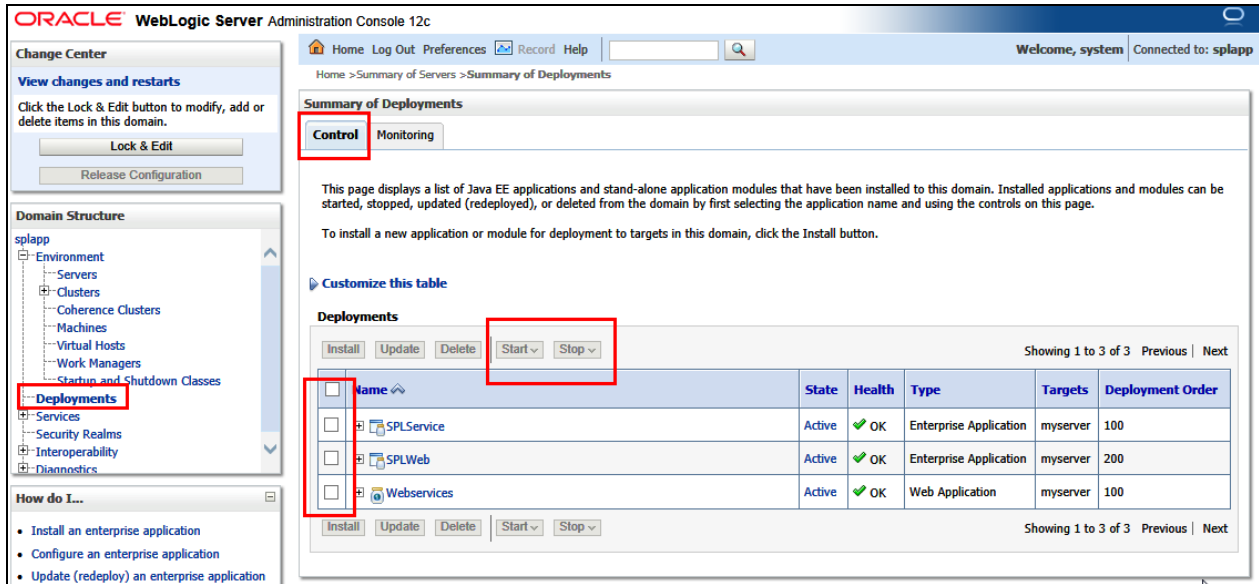 ORACLE WebLogic Server Administration Console 12c
Change Center
View changes and restarts
Click the Lock & Edit button to modify, add or
delete items in this domain.
Lock & Edit
Release Configuration
Domain Structure
splapp
Environment
Servers
Clusters
Coherence Clusters
Machines
Virtual Hosts
Work Managers
Startup and Shutdown Classes
Deployments
Services
Security Realms
Interoperability
Diagnostics
How do I...
Install an enterprise application
Configure an enterprise application
Update (redeploy) an enterprise application
Home Log Out Preferences Record Help
Welcome, system Connected to: splapp
Home >Summary of Servers >Summary of Deployments
Summary of Deployments
Control Monitoring
This page displays a list of Java EE applications and stand-alone application modules that have been installed to this domain. Installed applications and modules can be
started, stopped, updated (redeployed), or deleted from the domain by first selecting the application name and using the controls on this page.
To install a new application or module for deployment to targets in this domain, click the Install button.
Customize this table
Deployments
Install Update Delete Start Stop Showing 1 to 3 of 3 Previous | Next
Name State Health Type Targets Deployment Order
SPLService Active OK Enterprise Application myserver 100
SPLWeb Active OK Enterprise Application myserver 200
Webservices Active OK Web Application myserver 100
Install Update Delete Start Stop Showing 1 to 3 of 3 Previous | Next